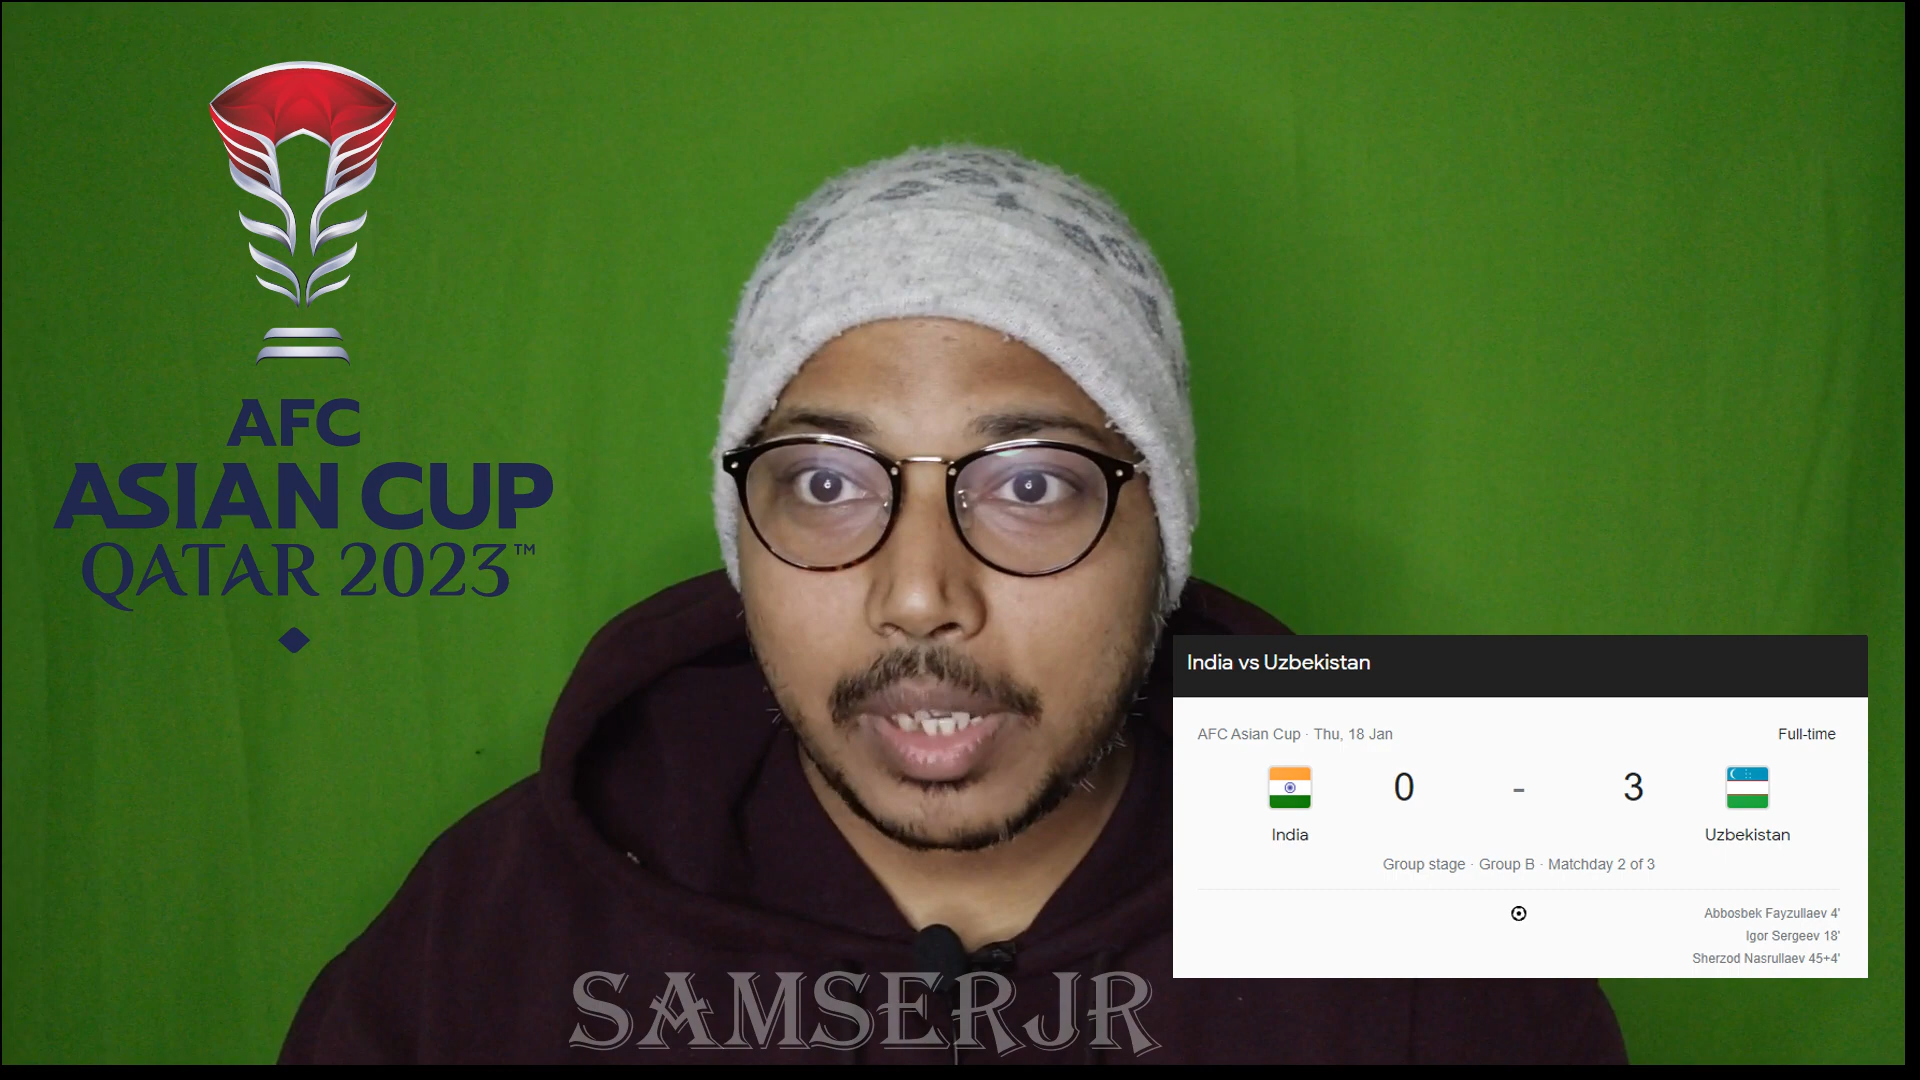 AFC
ASIAN CUP
QATAR 2023™
India vs Uzbekistan
AFC Asian Cup · Thu, 18 Jan
Full-time
0 - 3
India
Uzbekistan
Group stage · Group B · Matchday 2 of 3
Abbosbek Fayzullaev 4'
Igor Sergeev 18'
Sherzod Nasrullaev 45+4'
SAMSERJR